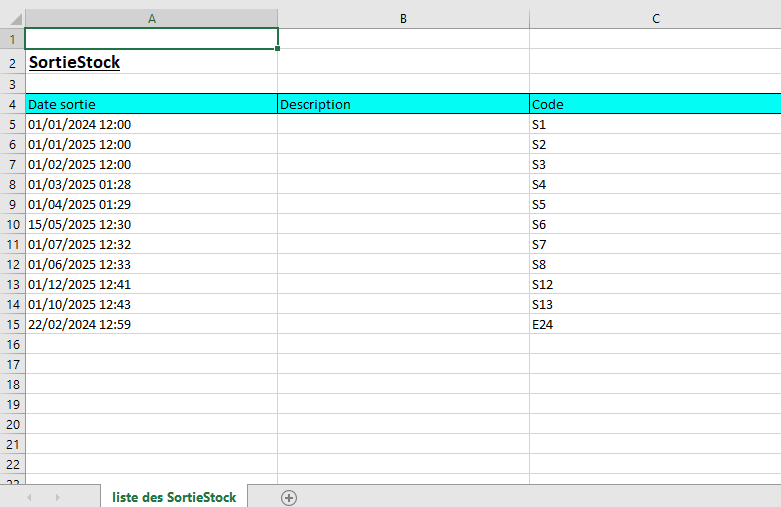 A B C
1
2 SortieStock
3
4 Date sortie Description Code
5 01/01/2024 12:00 S1
6 01/01/2025 12:00 S2
7 01/02/2025 12:00 S3
8 01/03/2025 01:28 S4
9 01/04/2025 01:29 S5
10 15/05/2025 12:30 S6
11 01/07/2025 12:32 S7
12 01/06/2025 12:33 S8
13 01/12/2025 12:41 S12
14 01/10/2025 12:43 S13
15 22/02/2024 12:59 E24
16
17
18
19
20
21
22
23
liste des SortieStock